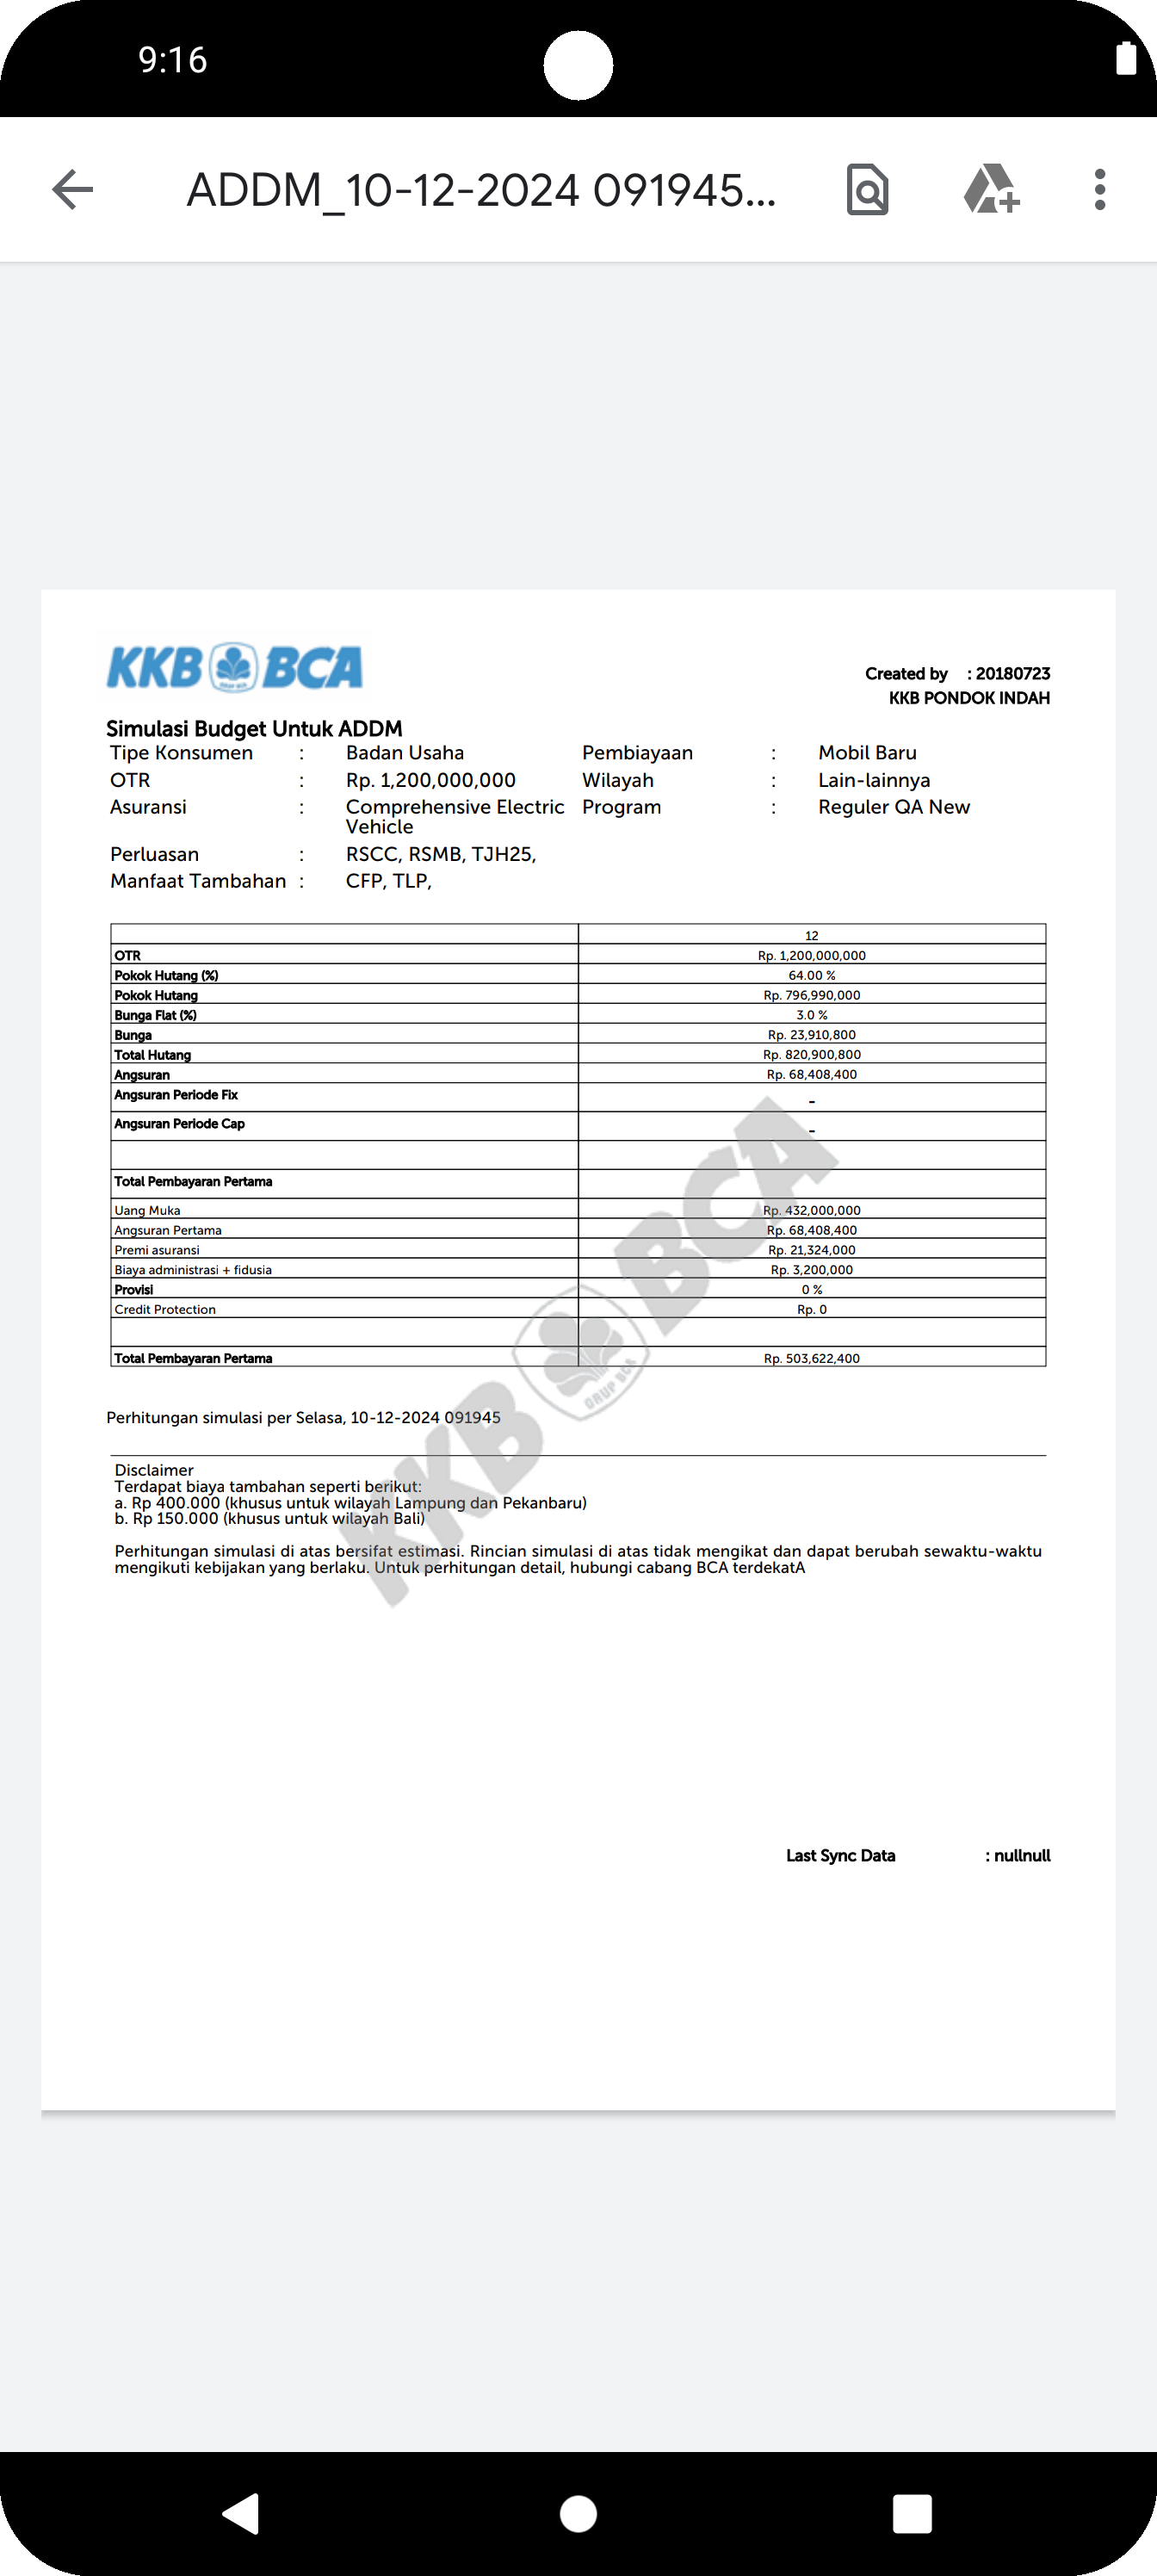 9:16
ADDM_10-12-2024 091945...
KKB BCA
GRUP BCA
Created by : 20180723
KKB PONDOK INDAH
Simulasi Budget Untuk ADDM
Tipe Konsumen : Badan Usaha Pembiayaan : Mobil Baru
OTR : Rp. 1,200,000,000 Wilayah : Lain-lainnya
Asuransi : Comprehensive Electric Vehicle Program : Reguler QA New
Perluasan : RSCC, RSMB, TJH25,
Manfaat Tambahan : CFP, TLP,
12
OTR Rp. 1,200,000,000
Pokok Hutang (%) 64.00 %
Pokok Hutang Rp. 796,990,000
Bunga Flat (%) 3.0 %
Bunga Rp. 23,910,800
Total Hutang Rp. 820,900,800
Angsuran Rp. 68,408,400
Angsuran Periode Fix -
Angsuran Periode Cap -
Total Pembayaran Pertama
Uang Muka Rp. 432,000,000
Angsuran Pertama Rp. 68,408,400
Premi asuransi Rp. 21,324,000
Biaya administrasi + fidusia Rp. 3,200,000
Provisi 0 %
Credit Protection Rp. 0
Total Pembayaran Pertama Rp. 503,622,400
KKB BCA
GRUP BCA
Perhitungan simulasi per Selasa, 10-12-2024 091945
Disclaimer
Terdapat biaya tambahan seperti berikut:
a. Rp 400.000 (khusus untuk wilayah Lampung dan Pekanbaru)
b. Rp 150.000 (khusus untuk wilayah Bali)
Perhitungan simulasi di atas bersifat estimasi. Rincian simulasi di atas tidak mengikat dan dapat berubah sewaktu-waktu
mengikuti kebijakan yang berlaku. Untuk perhitungan detail, hubungi cabang BCA terdekatA
Last Sync Data : nullnull